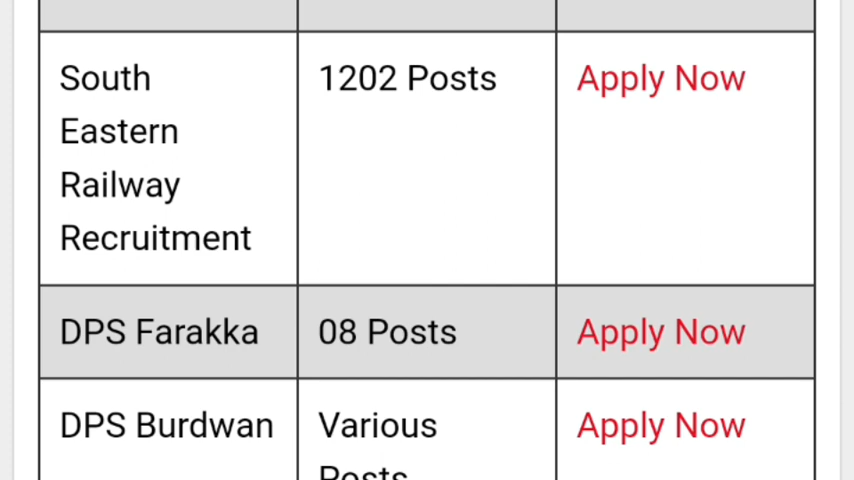 South 1202 Posts Apply Now
Eastern
Railway
Recruitment
DPS Farakka 08 Posts Apply Now
DPS Burdwan Various Apply Now
Posts